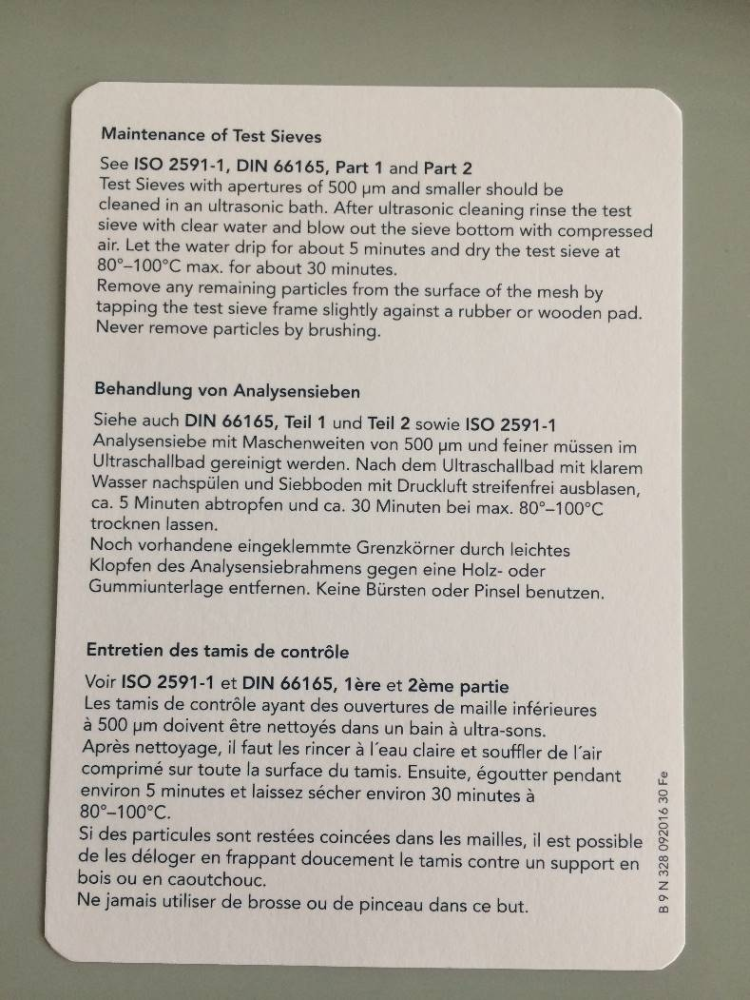 Maintenance of Test Sieves
See ISO 2591-1, DIN 66165, Part 1 and Part 2
Test Sieves with apertures of 500 µm and smaller should be
cleaned in an ultrasonic bath. After ultrasonic cleaning rinse the test
sieve with clear water and blow out the sieve bottom with compressed
air. Let the water drip for about 5 minutes and dry the test sieve at
80°–100°C max. for about 30 minutes.
Remove any remaining particles from the surface of the mesh by
tapping the test sieve frame slightly against a rubber or wooden pad.
Never remove particles by brushing.
Behandlung von Analysensieben
Siehe auch DIN 66165, Teil 1 und Teil 2 sowie ISO 2591-1
Analysensiebe mit Maschenweiten von 500 µm und feiner müssen im
Ultraschallbad gereinigt werden. Nach dem Ultraschallbad mit klarem
Wasser nachspülen und Siebboden mit Druckluft streifenfrei ausblasen,
ca. 5 Minuten abtropfen und ca. 30 Minuten bei max. 80°–100°C
trocknen lassen.
Noch vorhandene eingeklemmte Grenzkörner durch leichtes
Klopfen des Analysensiebrahmens gegen eine Holz- oder
Gummiunterlage entfernen. Keine Bürsten oder Pinsel benutzen.
Entretien des tamis de contrôle
Voir ISO 2591-1 et DIN 66165, 1ère et 2ème partie
Les tamis de contrôle ayant des ouvertures de maille inférieures
à 500 µm doivent être nettoyés dans un bain à ultra-sons.
Après nettoyage, il faut les rincer à l´eau claire et souffler de l´air
comprimé sur toute la surface du tamis. Ensuite, égoutter pendant
environ 5 minutes et laissez sécher environ 30 minutes à
80°–100°C.
Si des particules sont restées coincées dans les mailles, il est possible
de les déloger en frappant doucement le tamis contre un support en
bois ou en caoutchouc.
Ne jamais utiliser de brosse ou de pinceau dans ce but.
B 9 N 328 092016 30 Fe